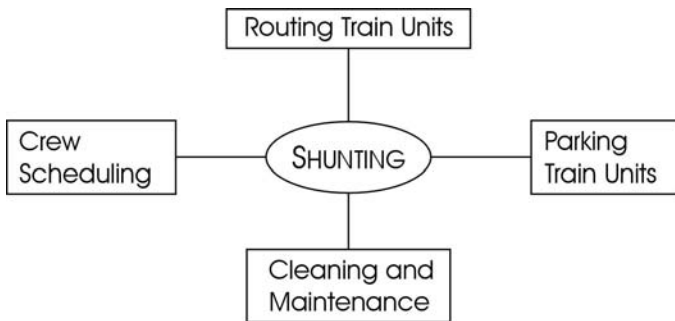 Routing Train Units
Crew
Scheduling
SHUNTING
Parking
Train Units
Cleaning and
Maintenance